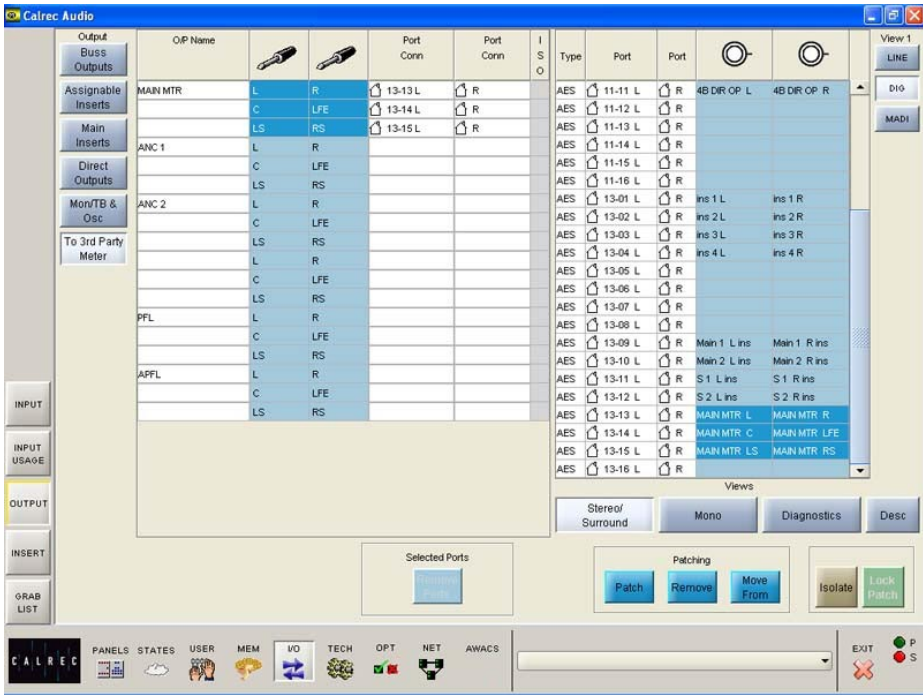 Calrec Audio
Output
Buss Outputs
Assignable Inserts
Main Inserts
Direct Outputs
Mon/TB & Osc
To 3rd Party Meter
INPUT
INPUT USAGE
OUTPUT
INSERT
GRAB LIST
O/P Name Port Conn Port Conn I S O
MAIN MTR L R 13-13 L R
C LFE 13-14 L R
LS RS 13-15 L R
ANC 1 L R
C LFE
LS RS
ANC 2 L R
C LFE
LS RS
L R
C LFE
LS RS
PFL L R
C LFE
LS RS
APFL L R
C LFE
LS RS
Type Port Port
AES 11-11 L R 4B DIR OP L 4B DIR OP R
AES 11-12 L R
AES 11-13 L R
AES 11-14 L R
AES 11-15 L R
AES 11-16 L R
AES 13-01 L R ins 1 L ins 1 R
AES 13-02 L R ins 2 L ins 2 R
AES 13-03 L R ins 3 L ins 3 R
AES 13-04 L R ins 4 L ins 4 R
AES 13-05 L R
AES 13-06 L R
AES 13-07 L R
AES 13-08 L R
AES 13-09 L R Main 1 L ins Main 1 R ins
AES 13-10 L R Main 2 L ins Main 2 R ins
AES 13-11 L R S 1 L ins S 1 R ins
AES 13-12 L R S 2 L ins S 2 R ins
AES 13-13 L R MAIN MTR L MAIN MTR R
AES 13-14 L R MAIN MTR C MAIN MTR LFE
AES 13-15 L R MAIN MTR LS MAIN MTR RS
AES 13-16 L R
View 1
LINE
DIG
MADI
Views
Stereo/ Surround Mono Diagnostics Desc
Selected Ports
Remove Ports
Patching
Patch Remove Move From
Isolate Lock Patch
CALREC PANELS STATES USER MEM I/O TECH OPT NET AWACS EXIT P
S